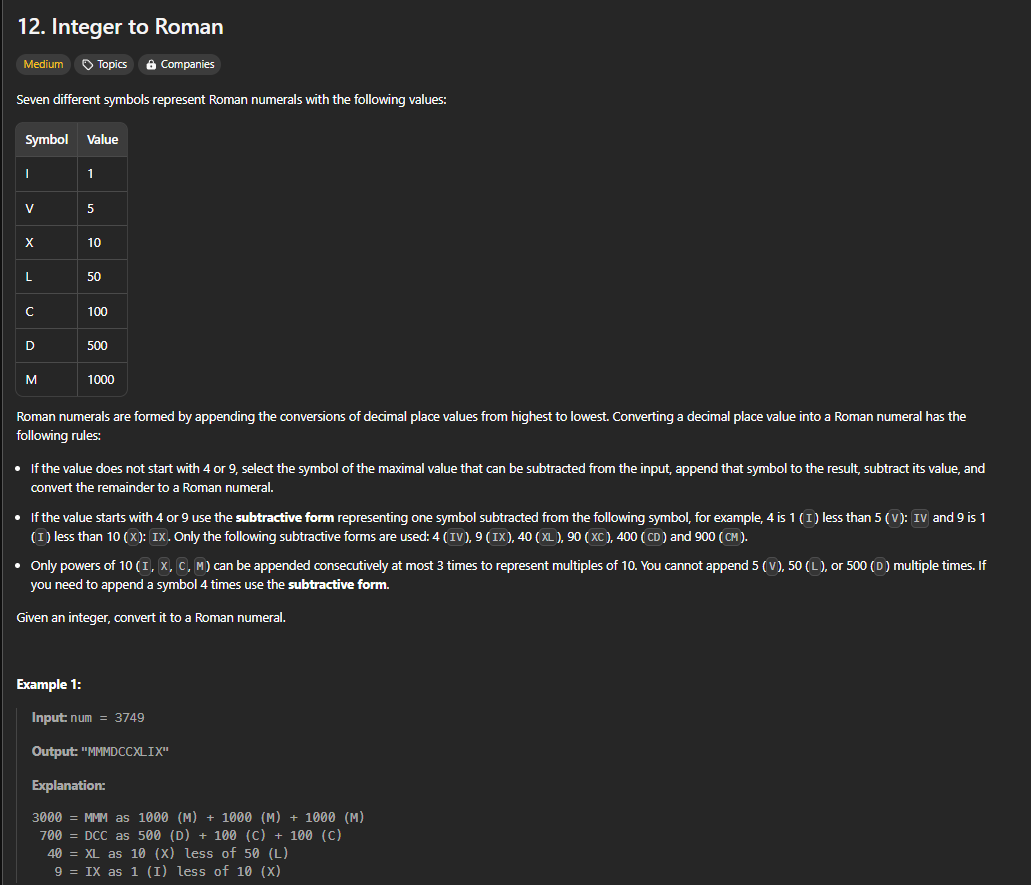 12. Integer to Roman
Medium Topics Companies
Seven different symbols represent Roman numerals with the following values:
Symbol Value
I 1
V 5
X 10
L 50
C 100
D 500
M 1000
Roman numerals are formed by appending the conversions of decimal place values from highest to lowest. Converting a decimal place value into a Roman numeral has the
following rules:
• If the value does not start with 4 or 9, select the symbol of the maximal value that can be subtracted from the input, append that symbol to the result, subtract its value, and
convert the remainder to a Roman numeral.
• If the value starts with 4 or 9 use the subtractive form representing one symbol subtracted from the following symbol, for example, 4 is 1 (I) less than 5 (V): IV and 9 is 1
(I) less than 10 (X): IX. Only the following subtractive forms are used: 4 (IV), 9 (IX), 40 (XL), 90 (XC), 400 (CD) and 900 (CM).
• Only powers of 10 (I, X, C, M) can be appended consecutively at most 3 times to represent multiples of 10. You cannot append 5 (V), 50 (L), or 500 (D) multiple times. If
you need to append a symbol 4 times use the subtractive form.
Given an integer, convert it to a Roman numeral.
Example 1:
Input: num = 3749
Output: "MMMDCCXLIX"
Explanation:
3000 = MMM as 1000 (M) + 1000 (M) + 1000 (M)
700 = DCC as 500 (D) + 100 (C) + 100 (C)
40 = XL as 10 (X) less of 50 (L)
9 = IX as 1 (I) less of 10 (X)